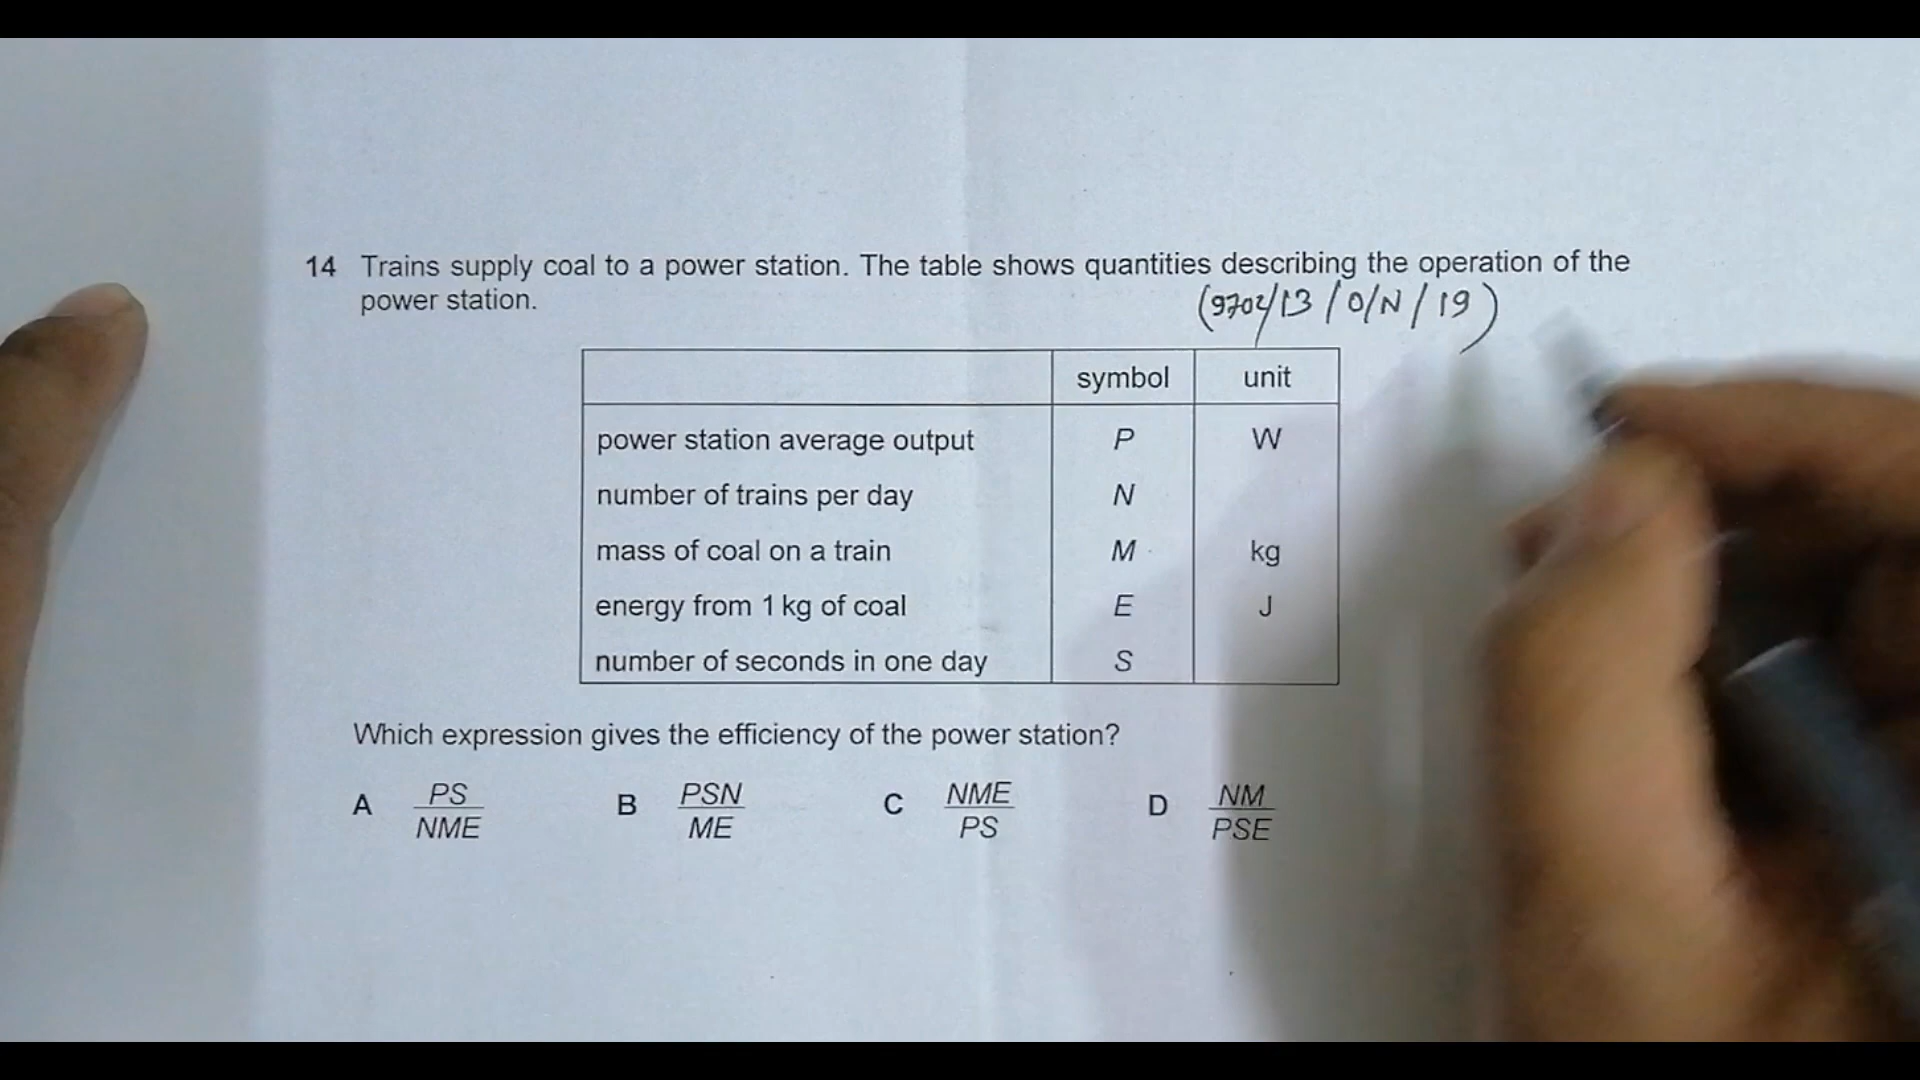 14 Trains supply coal to a power station. The table shows quantities describing the operation of the
power station.
(9702/13/O/N/19)
symbol unit
power station average output P W
number of trains per day N
mass of coal on a train M kg
energy from 1 kg of coal E J
number of seconds in one day S
Which expression gives the efficiency of the power station?
A PS/NME B PSN/ME C NME/PS D NM/PSE